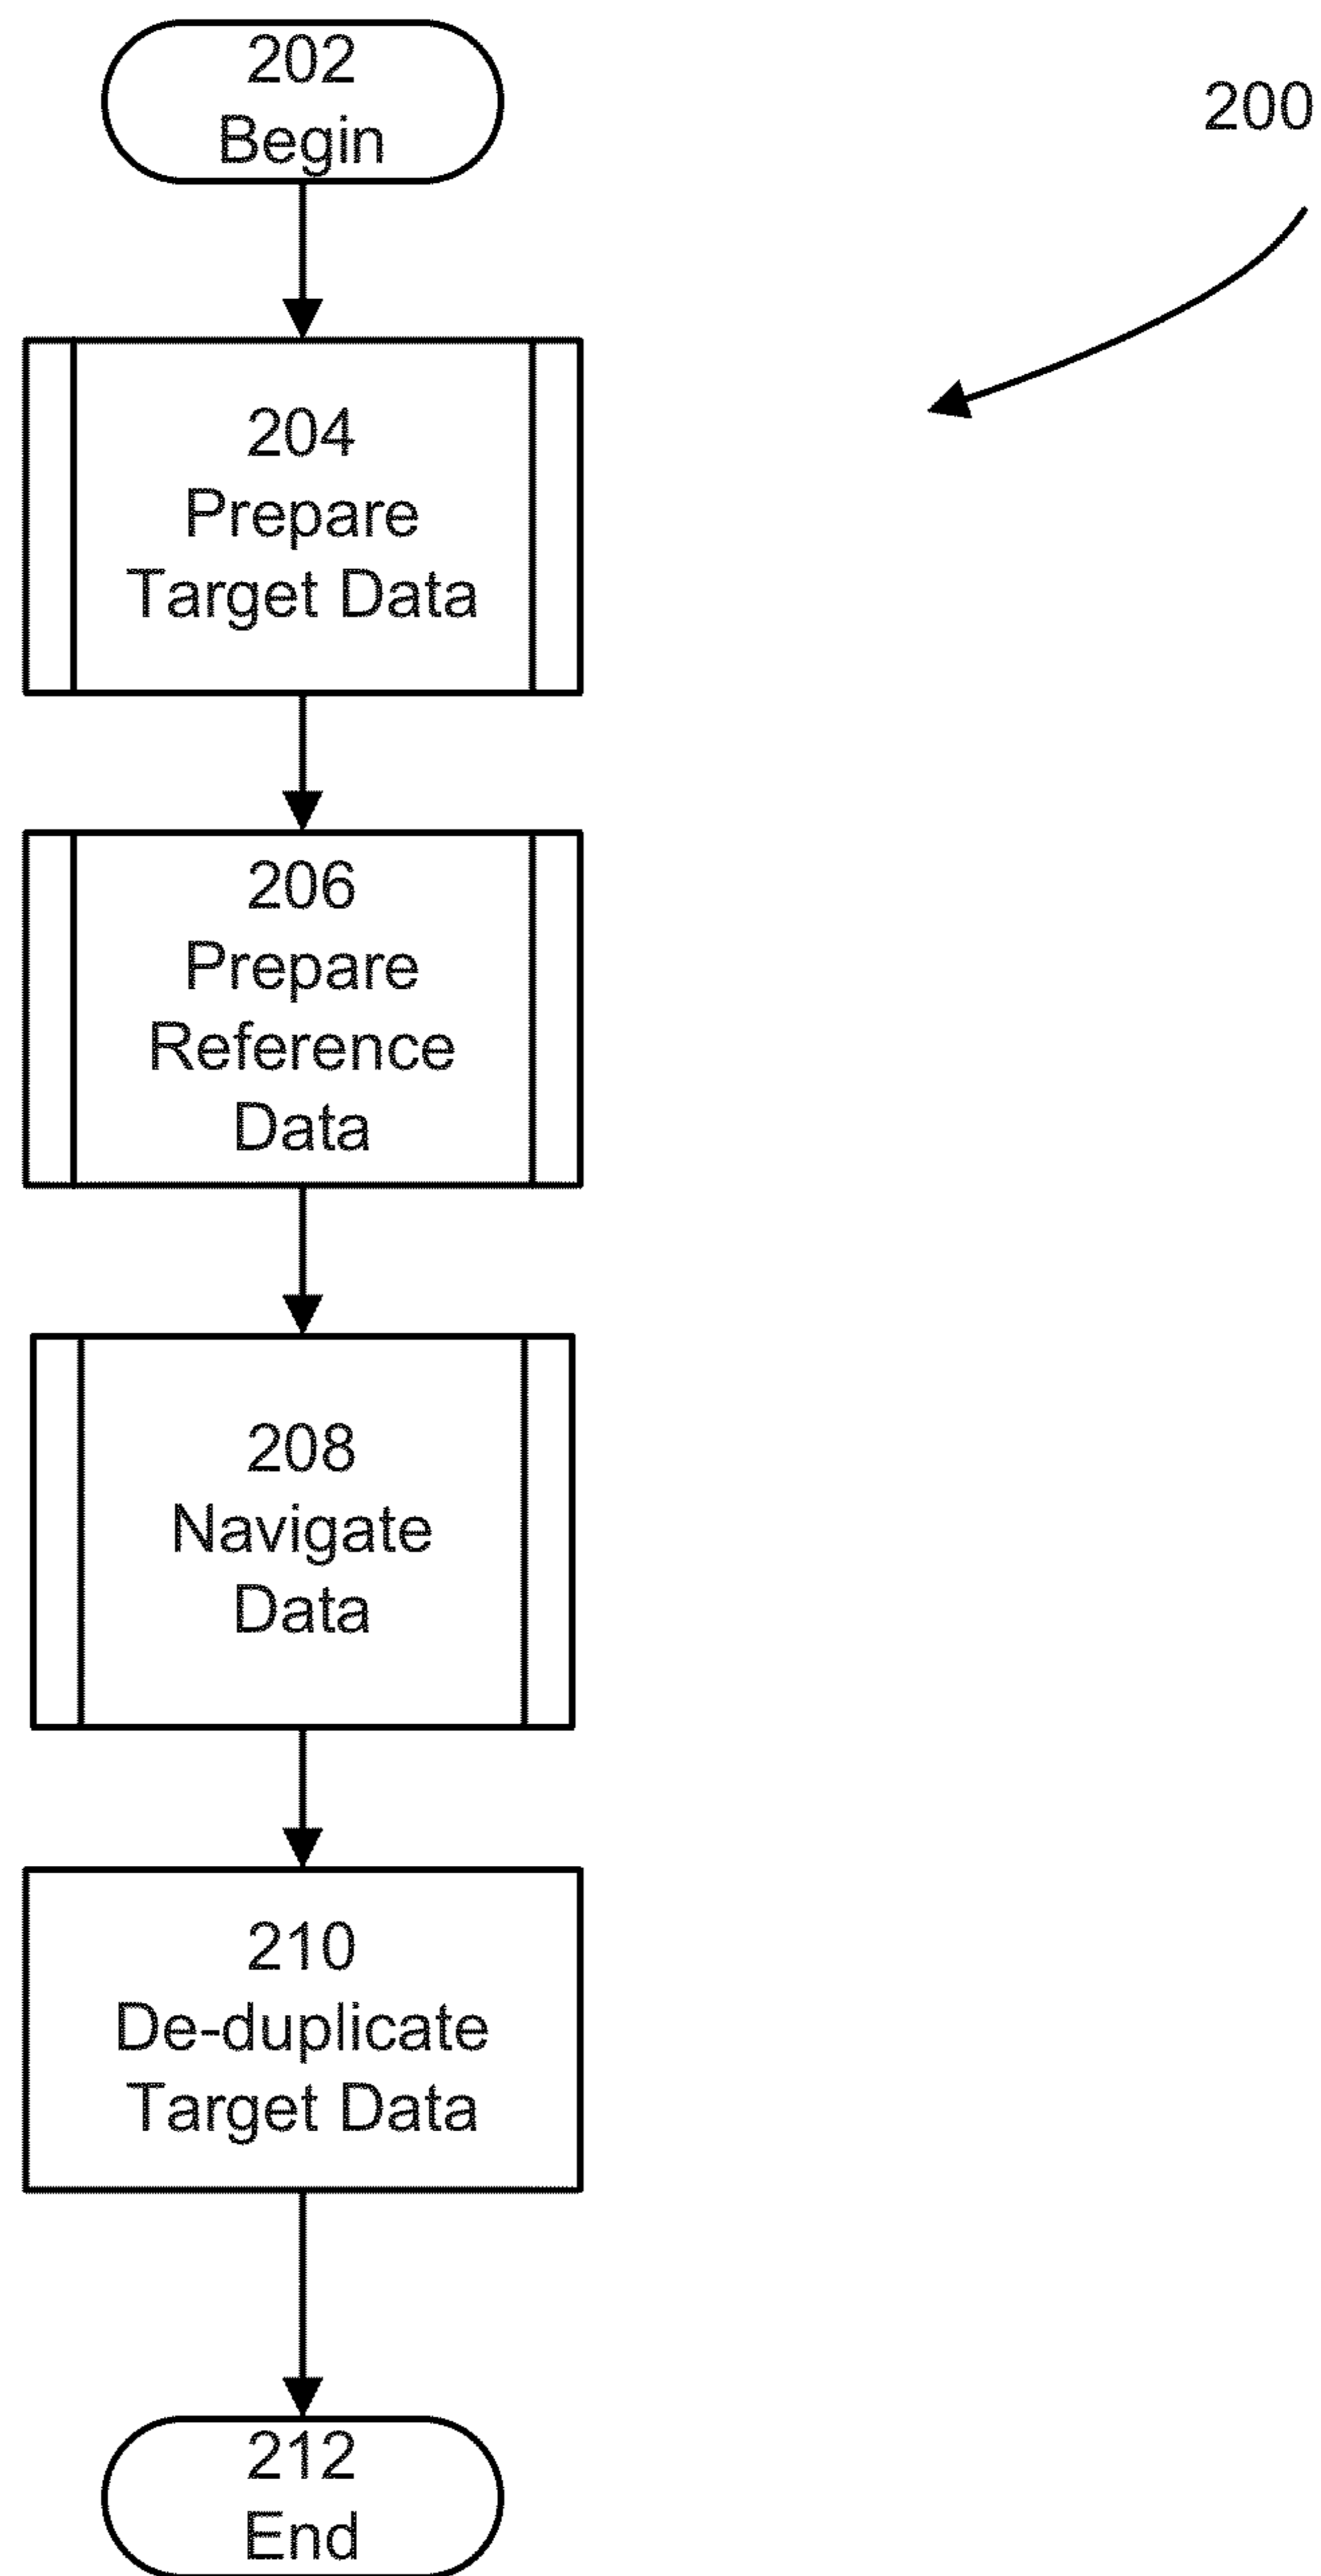 202
Begin
200
204
Prepare
Target Data
206
Prepare
Reference
Data
208
Navigate
Data
210
De-duplicate
Target Data
212
End